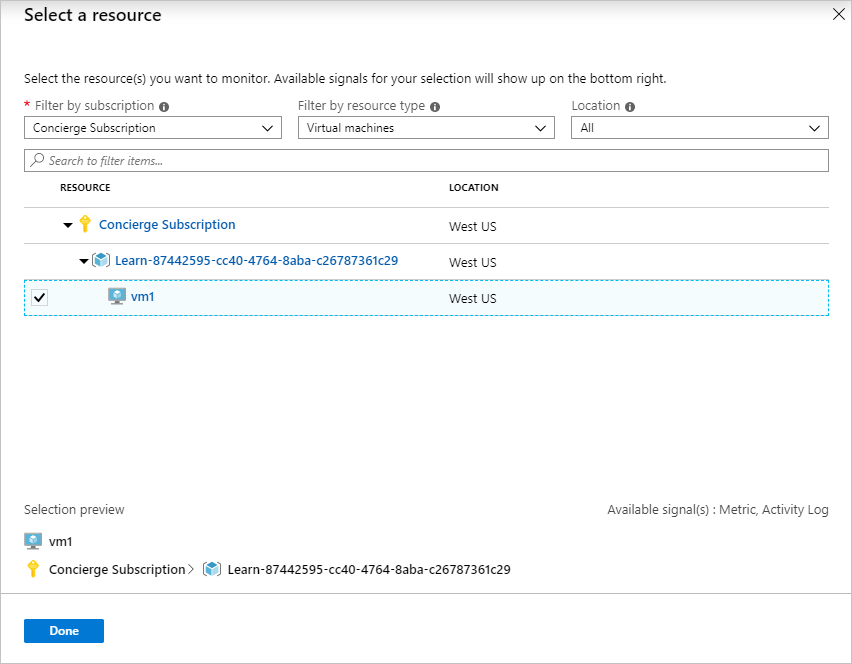 Select a resource
Select the resource(s) you want to monitor. Available signals for your selection will show up on the bottom right.
* Filter by subscription
Filter by resource type
Location
Concierge Subscription
Virtual machines
All
Search to filter items...
RESOURCE
LOCATION
Concierge Subscription
West US
Learn-87442595-cc40-4764-8aba-c26787361c29
West US
vm1
West US
Selection preview
Available signal(s) : Metric, Activity Log
vm1
Concierge Subscription> Learn-87442595-cc40-4764-8aba-c26787361c29
Done